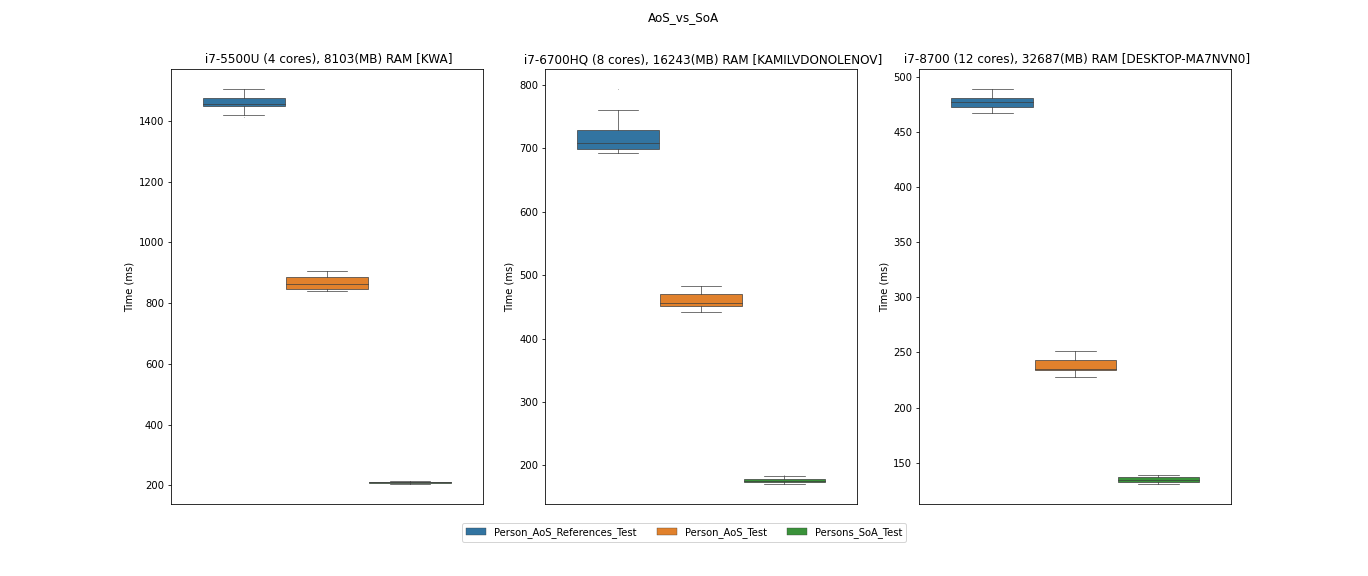 AoS_vs_SoA
i7-5500U (4 cores), 8103(MB) RAM [KWA]
1400
1200
1000
800
600
400
200
Time (ms)
i7-6700HQ (8 cores), 16243(MB) RAM [KAMILVDONOLENOV]
800
700
600
500
400
300
200
Time (ms)
i7-8700 (12 cores), 32687(MB) RAM [DESKTOP-MA7NVN0]
500
450
400
350
300
250
200
150
Time (ms)
Person_AoS_References_Test Person_AoS_Test Persons_SoA_Test